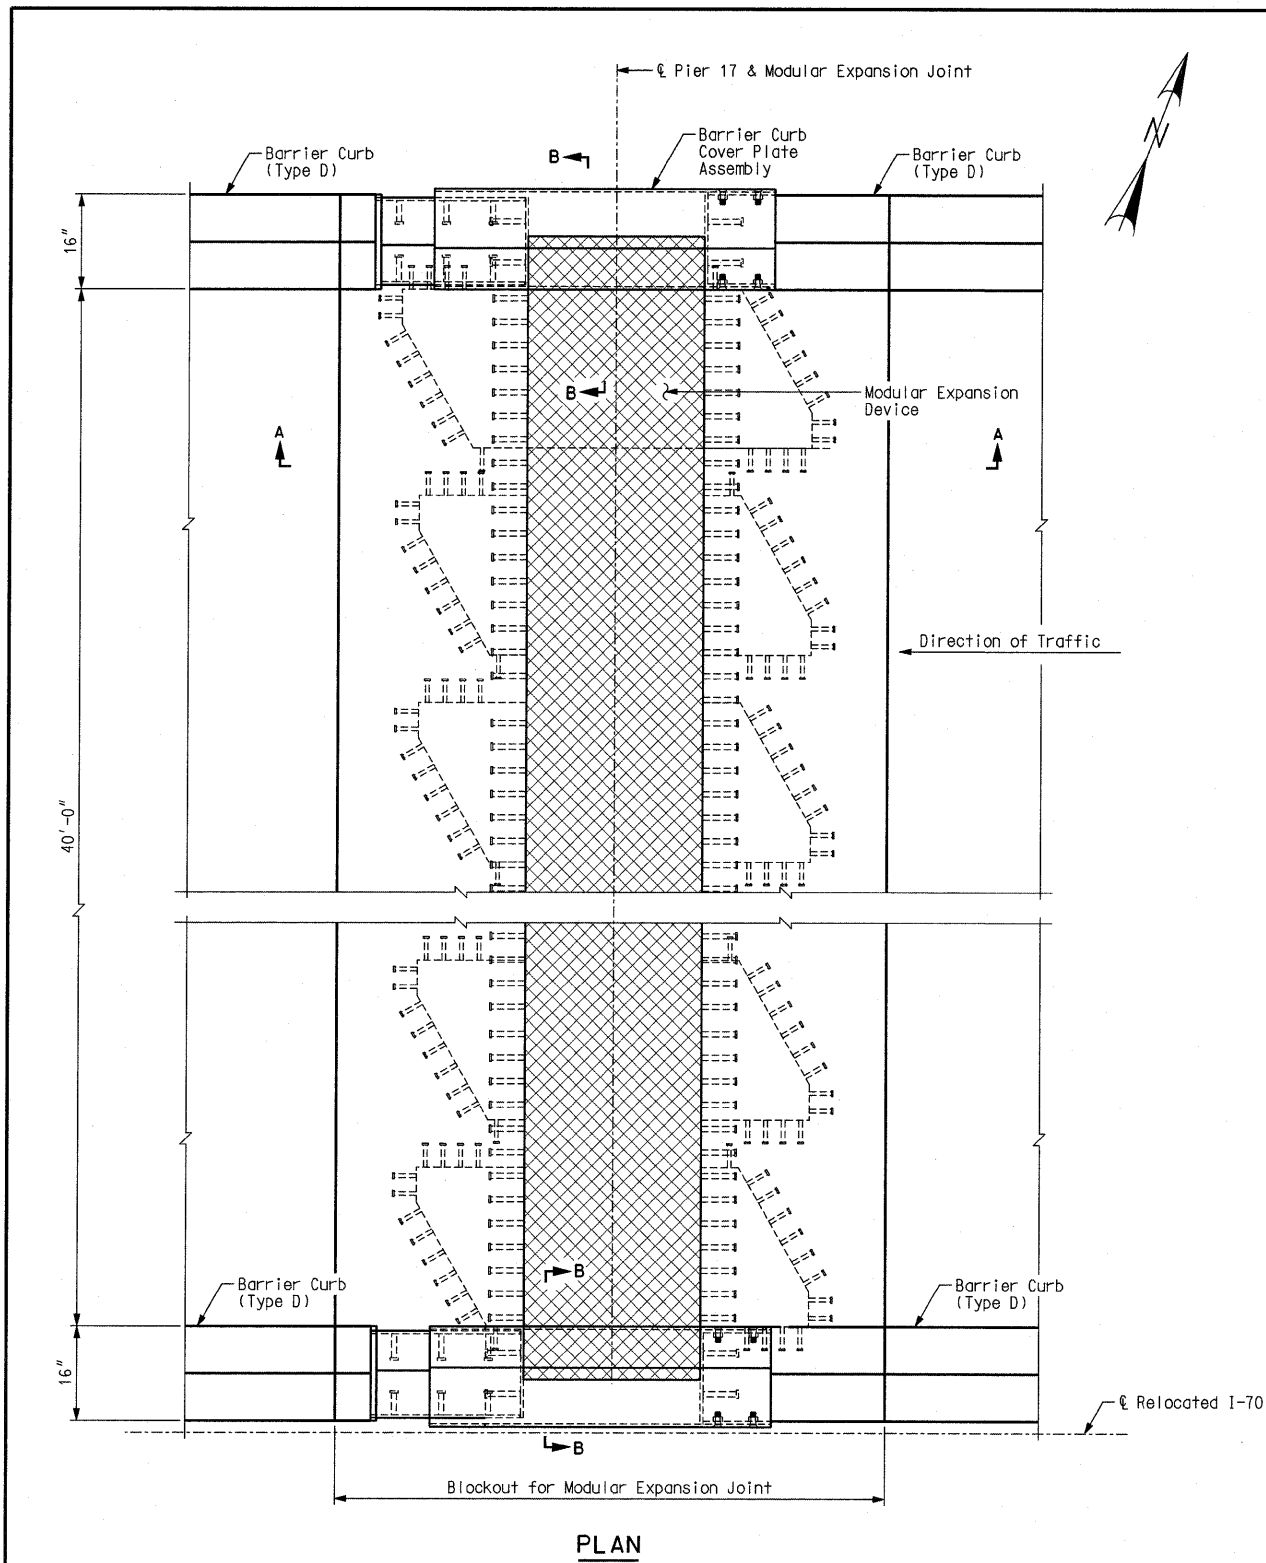 ℄ Pier 17 & Modular Expansion Joint
N
Barrier Curb
(Type D)
B
Barrier Curb
Cover Plate
Assembly
Barrier Curb
(Type D)
16"
B
Modular Expansion
Device
A
A
Direction of Traffic
40'-0"
B
Barrier Curb
(Type D)
Barrier Curb
(Type D)
16"
℄ Relocated I-70
B
Blockout for Modular Expansion Joint
PLAN